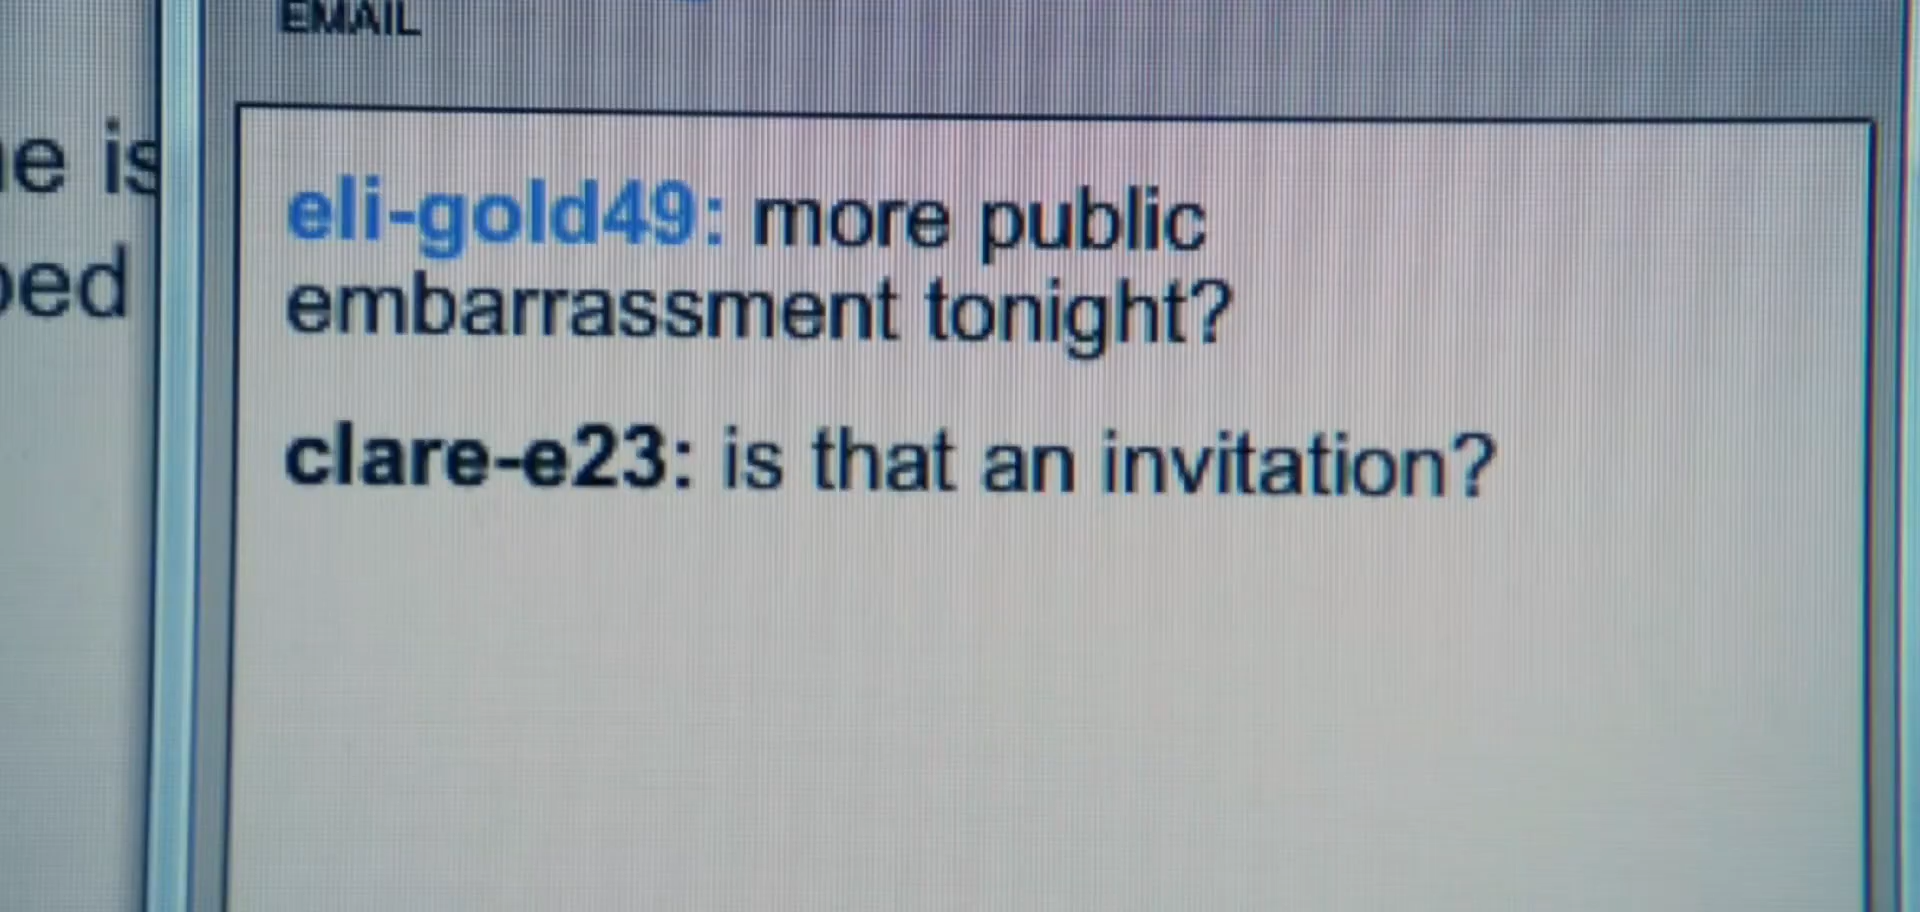 EMAIL
e is
ed
eli-gold49: more public
embarrassment tonight?
clare-e23: is that an invitation?